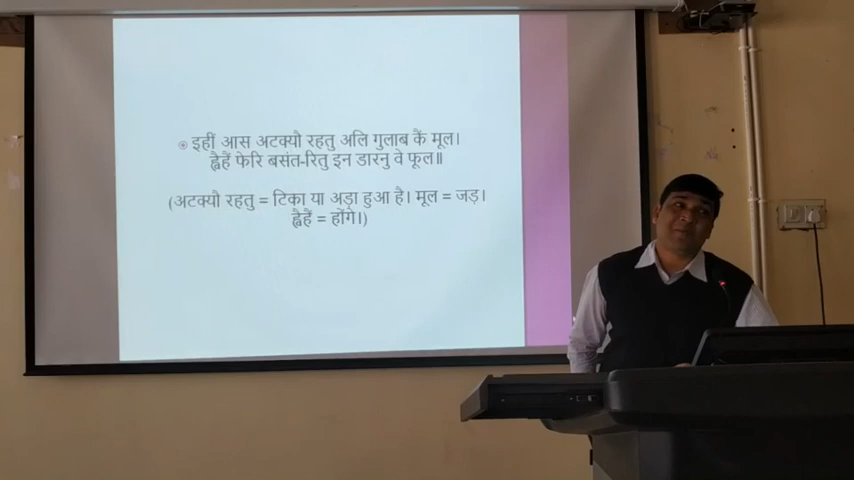 इहीं आस अटक्यौ रहतु अलि गुलाब कैं मूल।
ह्वैहैं फेरि बसंत-रितु इन डारनु वे फूल॥
(अटक्यौ रहतु = टिका या अड़ा हुआ है। मूल = जड़।
ह्वैहैं = होंगे।)